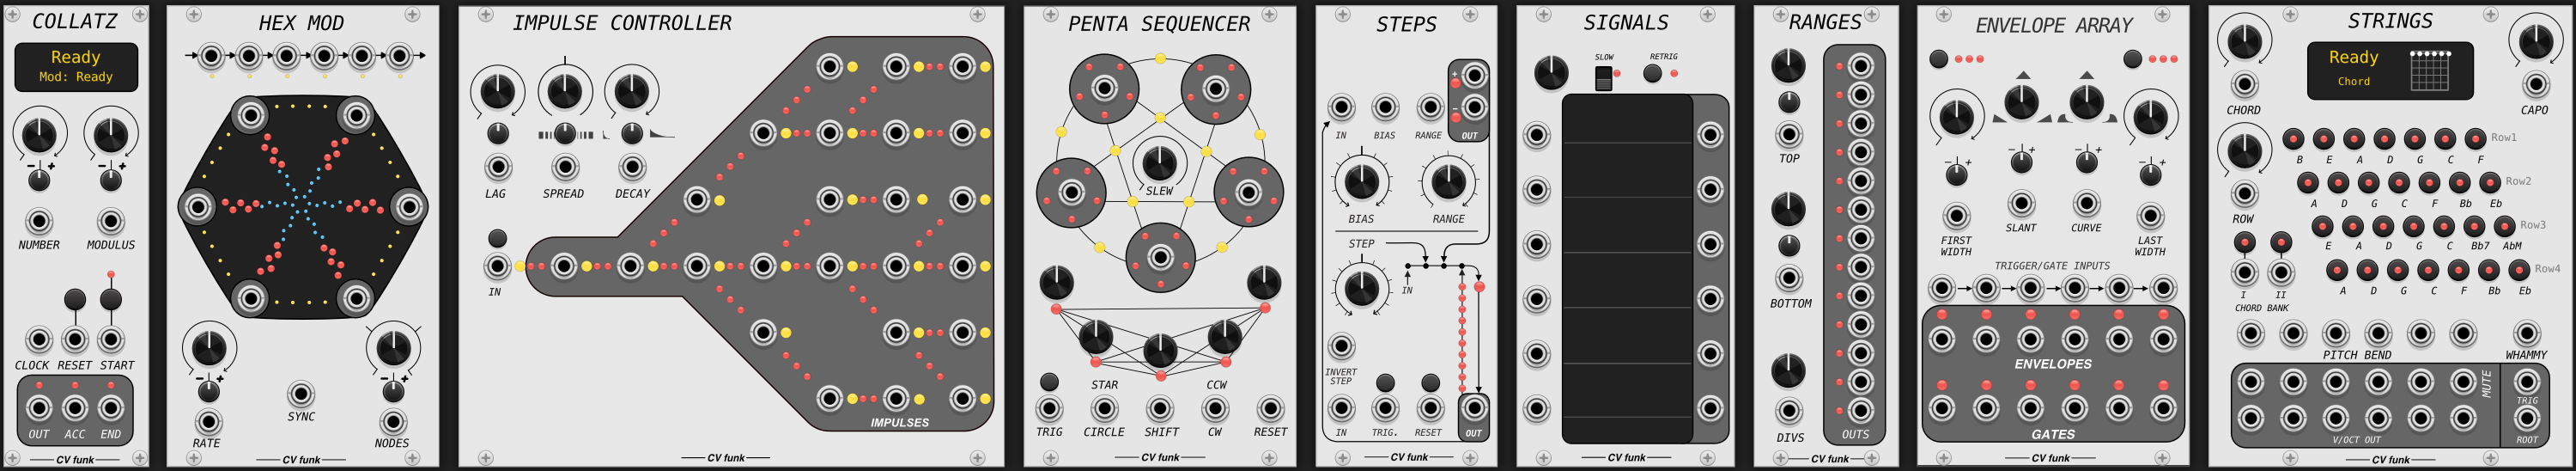 COLLATZ
Ready
Mod: Ready
- +
- +
NUMBER MODULUS
CLOCK RESET START
OUT ACC END
CV funk
HEX MOD
- +
- +
SYNC
RATE NODES
CV funk
IMPULSE CONTROLLER
LAG SPREAD DECAY
IN
IMPULSES
CV funk
PENTA SEQUENCER
SLEW
STAR CCW
TRIG CIRCLE SHIFT CW RESET
CV funk
STEPS
+
-
IN BIAS RANGE OUT
BIAS RANGE
STEP
IN
INVERT
STEP
IN TRIG. RESET OUT
CV funk
SIGNALS
SLOW RETRIG
CV funk
RANGES
TOP
BOTTOM
DIVS
OUTS
CV funk
ENVELOPE ARRAY
- +
- +
- +
- +
FIRST
WIDTH
SLANT CURVE
LAST
WIDTH
TRIGGER/GATE INPUTS
ENVELOPES
GATES
CV funk
STRINGS
Ready
Chord
CHORD CAPO
Row1
B E A D G C F
Row2
A D G C F Bb Eb
ROW
Row3
E A D G C Bb7 AbM
Row4
A D G C F Bb Eb
I II
CHORD BANK
PITCH BEND WHAMMY
MUTE
TRIG
V/OCT OUT ROOT
CV funk